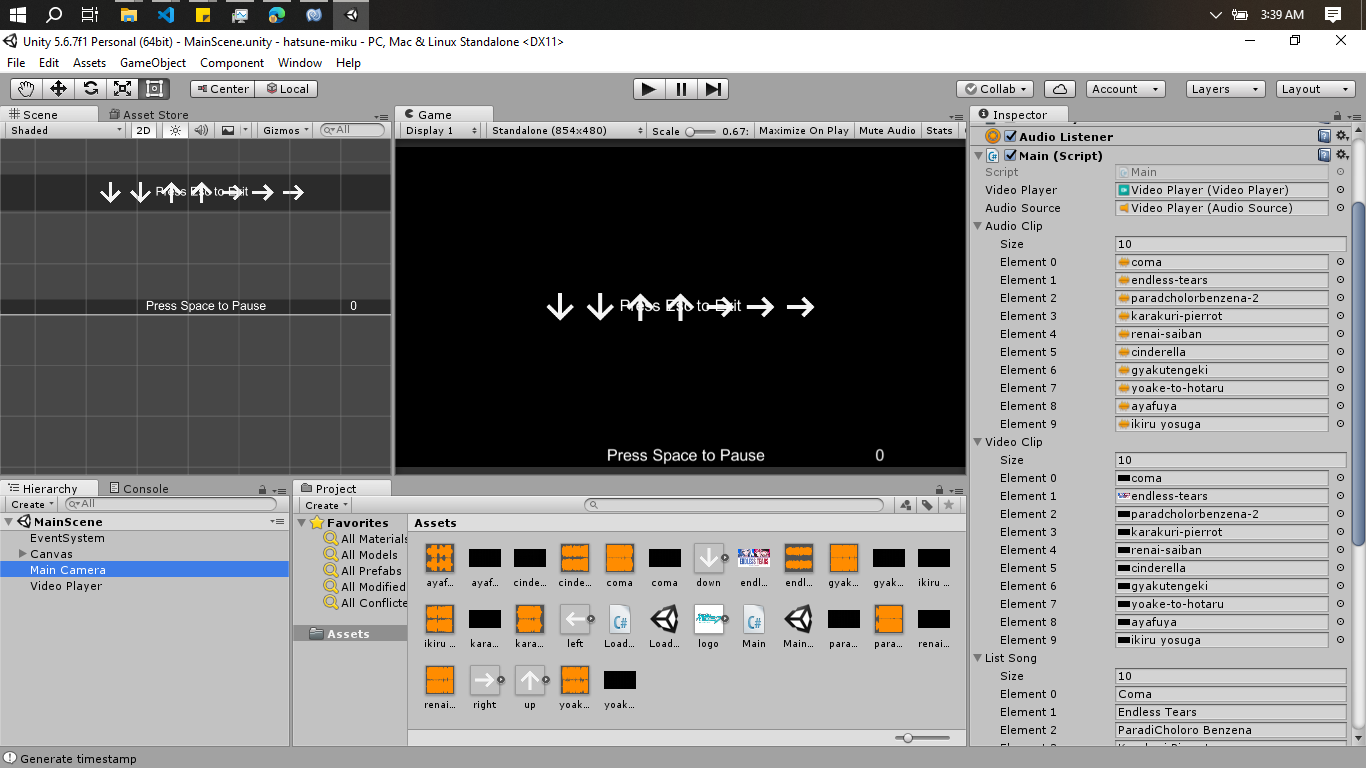 3:39 AM
Unity 5.6.7f1 Personal (64bit) - MainScene.unity - hatsune-miku - PC, Mac & Linux Standalone <DX11>
File Edit Assets GameObject Component Window Help
Center Local Collab Account Layers Layout
Scene Asset Store
Shaded 2D Gizmos All
Press Esc to Exit
Press Space to Pause 0
Game
Display 1 Standalone (854x480) Scale 0.67: Maximize On Play Mute Audio Stats
Press Esc to Exit
Press Space to Pause 0
Inspector
Audio Listener
Main (Script)
Script Main
Video Player Video Player (Video Player)
Audio Source Video Player (Audio Source)
Audio Clip
Size 10
Element 0 coma
Element 1 endless-tears
Element 2 paradcholorbenzena-2
Element 3 karakuri-pierrot
Element 4 renai-saiban
Element 5 cinderella
Element 6 gyakutengeki
Element 7 yoake-to-hotaru
Element 8 ayafuya
Element 9 ikiru yosuga
Video Clip
Size 10
Element 0 coma
Element 1 endless-tears
Element 2 paradcholorbenzena-2
Element 3 karakuri-pierrot
Element 4 renai-saiban
Element 5 cinderella
Element 6 gyakutengeki
Element 7 yoake-to-hotaru
Element 8 ayafuya
Element 9 ikiru yosuga
List Song
Size 10
Element 0 Coma
Element 1 Endless Tears
Element 2 ParadiCholoro Benzena
Hierarchy Console
Create All
MainScene
EventSystem
Canvas
Main Camera
Video Player
Project
Create
Favorites
All Materials
All Models
All Prefabs
All Modified
All Conflicte
Assets
Assets
ayaf... ayaf... cinde... cinde... coma coma down endl... endl... gyak... gyak... ikiru ...
ikiru ... kara... kara... left Load... Load... logo Main Main... para... para... renai...
renai... right up yoak... yoak...
Generate timestamp